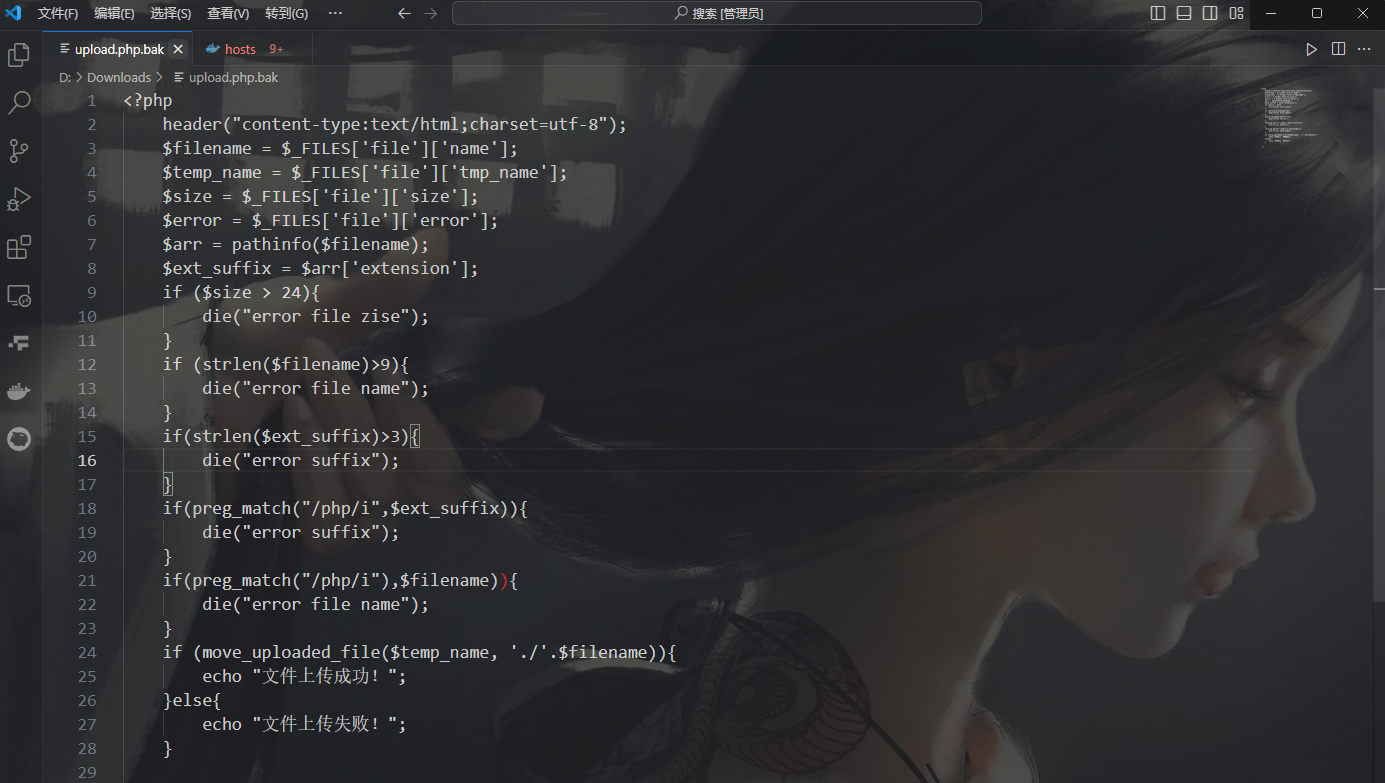 文件(F) 编辑(E) 选择(S) 查看(V) 转到(G) ··· 搜索 [管理员]
upload.php.bak hosts 9+
D: > Downloads > upload.php.bak
1 <?php
2 header("content-type:text/html;charset=utf-8");
3 $filename = $_FILES['file']['name'];
4 $temp_name = $_FILES['file']['tmp_name'];
5 $size = $_FILES['file']['size'];
6 $error = $_FILES['file']['error'];
7 $arr = pathinfo($filename);
8 $ext_suffix = $arr['extension'];
9 if ($size > 24){
10 die("error file zise");
11 }
12 if (strlen($filename)>9){
13 die("error file name");
14 }
15 if(strlen($ext_suffix)>3){
16 die("error suffix");
17 }
18 if(preg_match("/php/i",$ext_suffix)){
19 die("error suffix");
20 }
21 if(preg_match("/php/i"),$filename)){
22 die("error file name");
23 }
24 if (move_uploaded_file($temp_name, './'.$filename)){
25 echo "文件上传成功！";
26 }else{
27 echo "文件上传失败！";
28 }
29